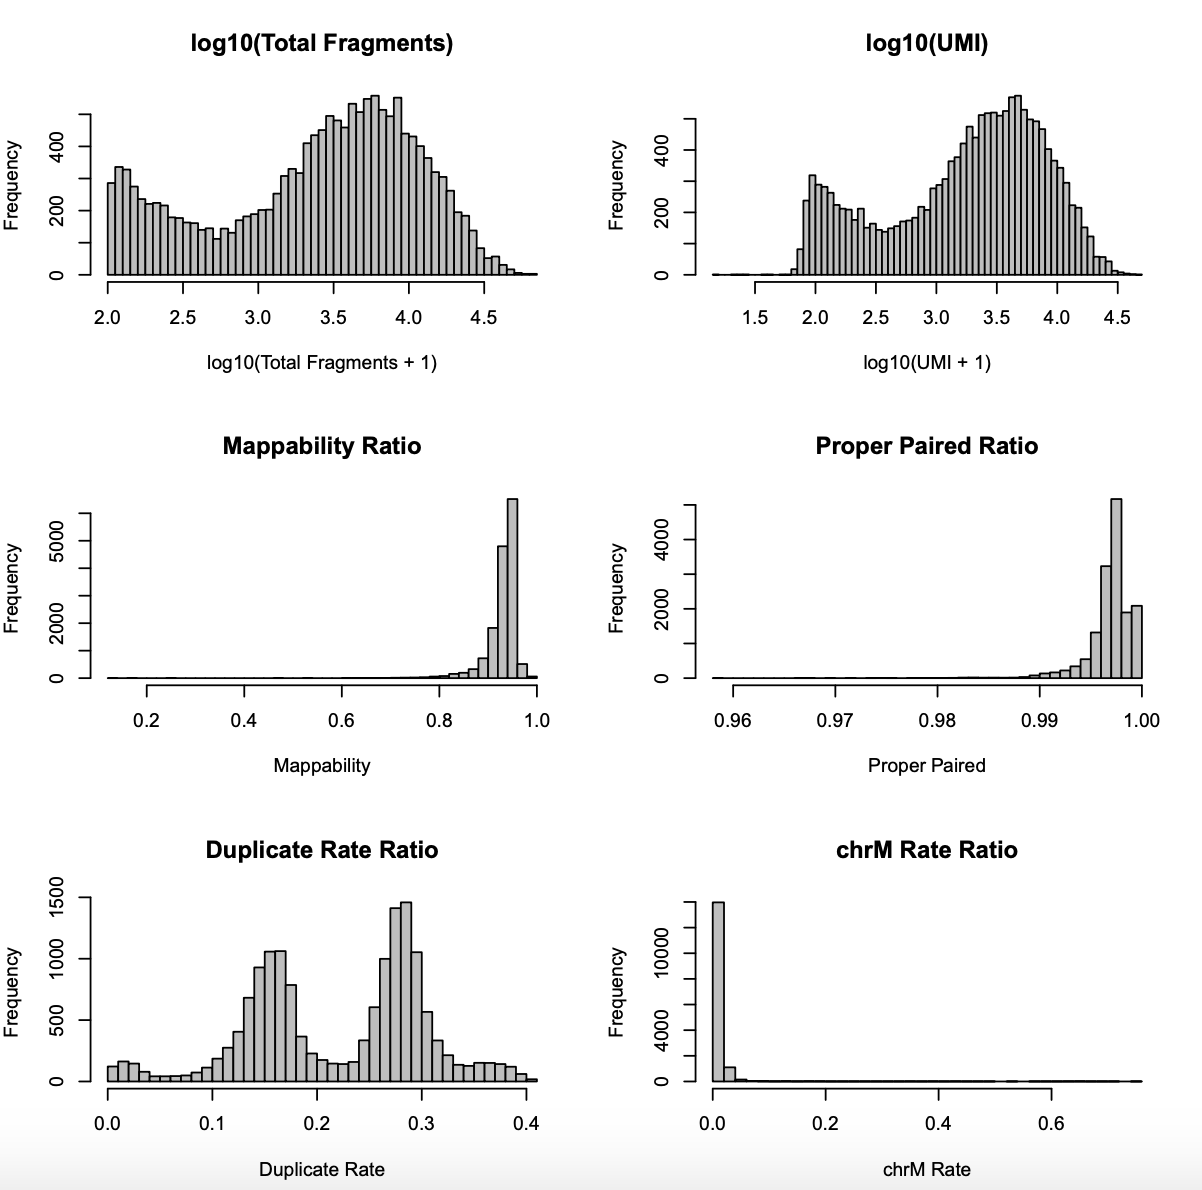 log10(Total Fragments)
Frequency
0 200 400
2.0 2.5 3.0 3.5 4.0 4.5
log10(Total Fragments + 1)
log10(UMI)
Frequency
0 200 400
1.5 2.0 2.5 3.0 3.5 4.0 4.5
log10(UMI + 1)
Mappability Ratio
Frequency
0 2000 5000
0.2 0.4 0.6 0.8 1.0
Mappability
Proper Paired Ratio
Frequency
0 2000 4000
0.96 0.97 0.98 0.99 1.00
Proper Paired
Duplicate Rate Ratio
Frequency
0 500 1000 1500
0.0 0.1 0.2 0.3 0.4
Duplicate Rate
chrM Rate Ratio
Frequency
0 4000 10000
0.0 0.2 0.4 0.6
chrM Rate